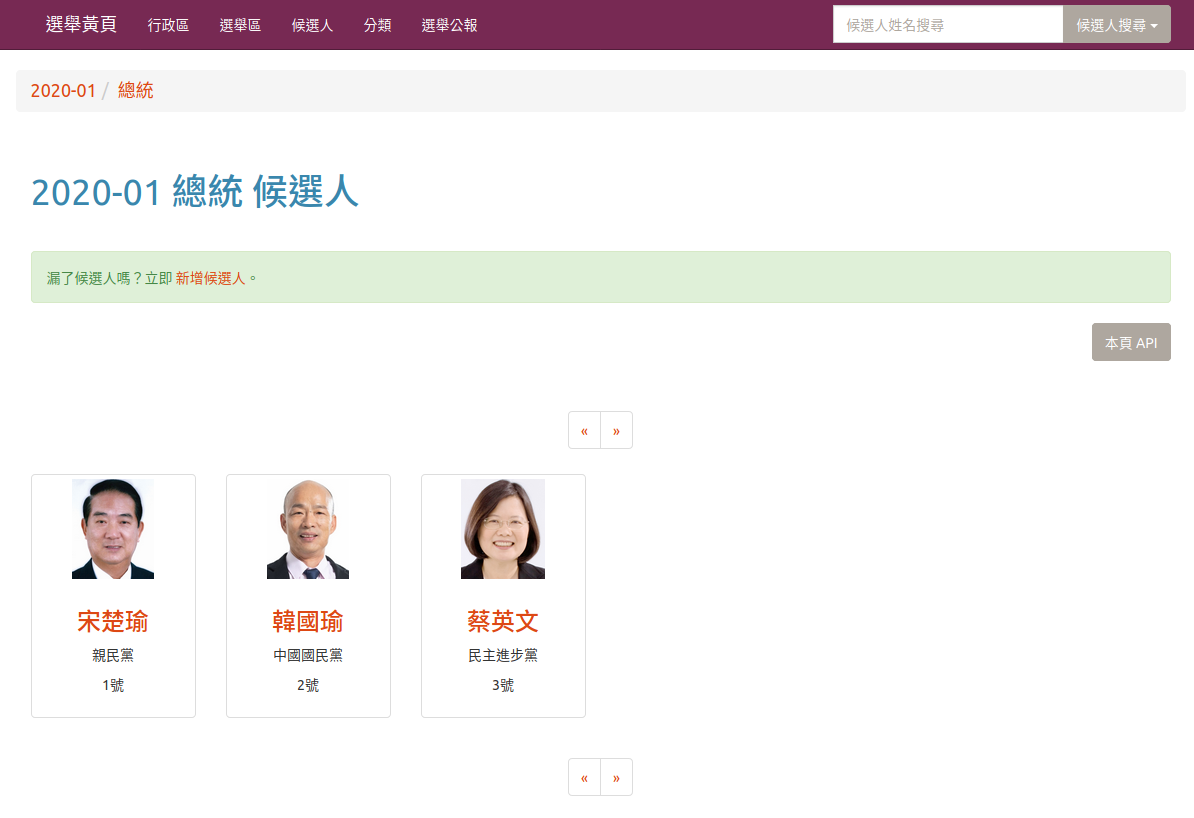 選舉黃頁 行政區 選舉區 候選人 分類 選舉公報 候選人姓名搜尋 候選人搜尋
2020-01 / 總統
2020-01 總統 候選人
漏了候選人嗎？立即 新增候選人。
本頁 API
« »
宋楚瑜 韓國瑜 蔡英文
親民黨 中國國民黨 民主進步黨
1號 2號 3號
« »